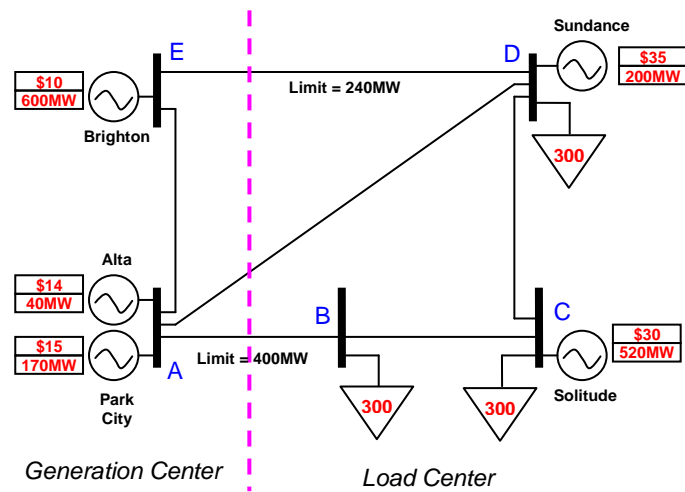 Sundance
E
D
$10
600MW
Brighton
Limit = 240MW
$35
200MW
300
Alta
$14
40MW
$15
170MW
A
Park
City
B
Limit = 400MW
C
$30
520MW
Solitude
300
300
Generation Center
Load Center